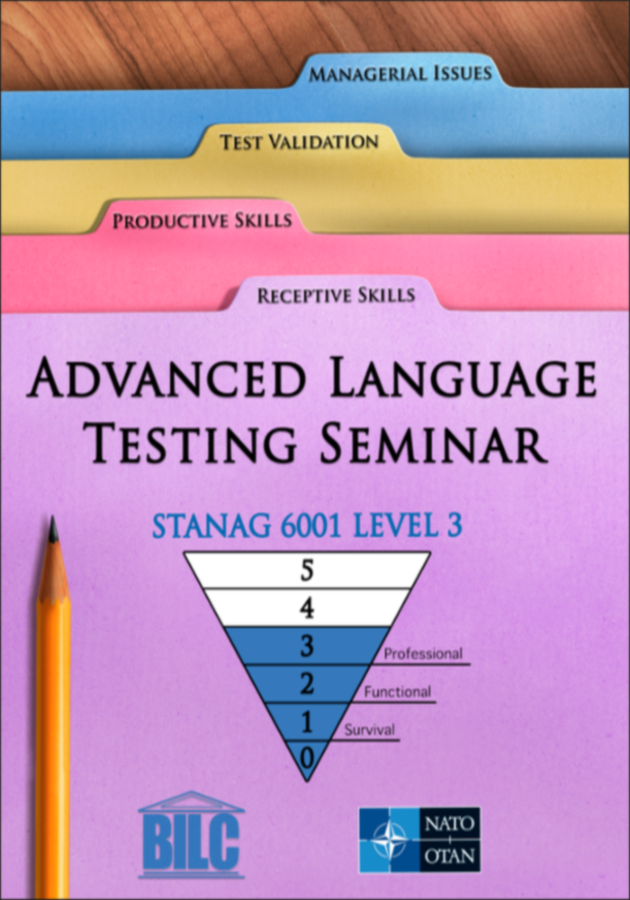 MANAGERIAL ISSUES
TEST VALIDATION
PRODUCTIVE SKILLS
RECEPTIVE SKILLS
ADVANCED LANGUAGE
TESTING SEMINAR
STANAG 6001 LEVEL 3
5
4
3
Professional
2
Functional
1
Survival
0
BILC
NATO
OTAN